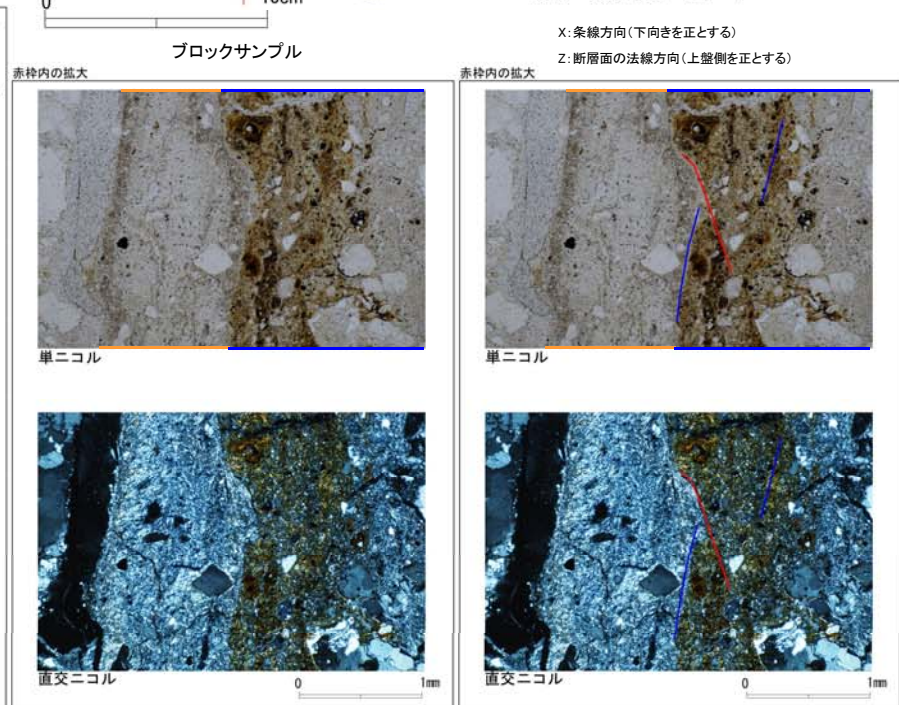 0
10cm
ブロックサンプル
X:条線方向(下向きを正とする)
Z:断層面の法線方向(上盤側を正とする)
赤枠内の拡大
赤枠内の拡大
単ニコル
単ニコル
直交ニコル
0 1mm
直交ニコル
0 1mm